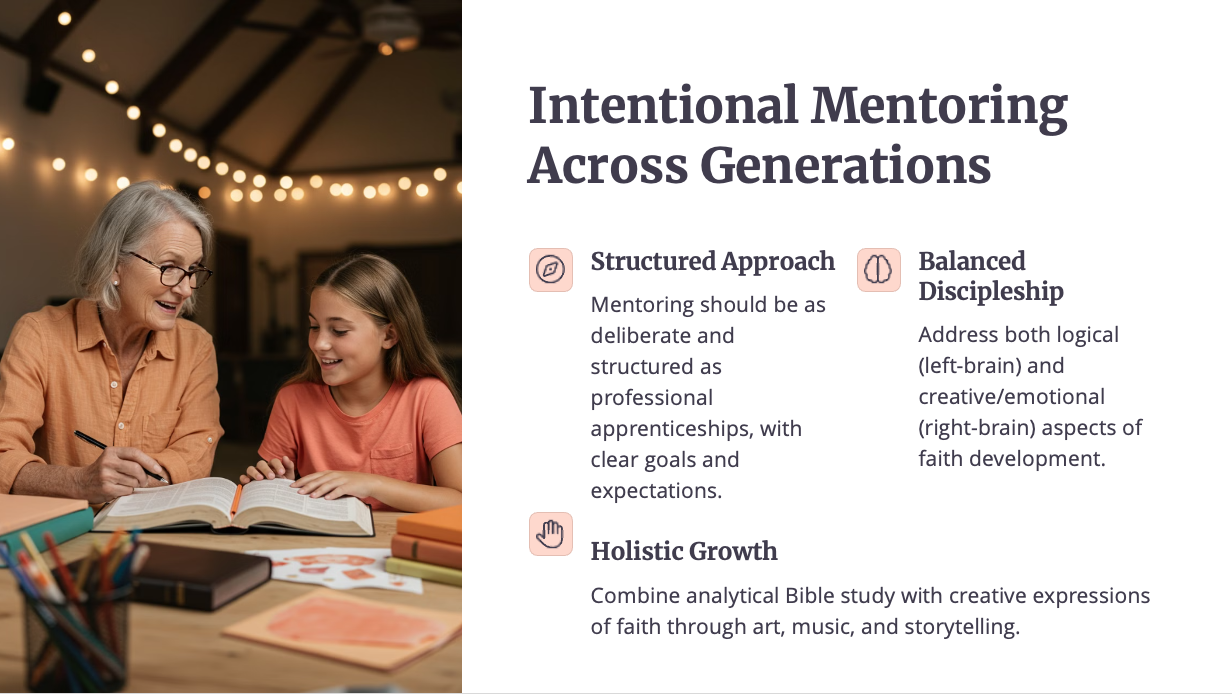 Intentional Mentoring
Across Generations
Structured Approach
Mentoring should be as
deliberate and
structured as
professional
apprenticeships, with
clear goals and
expectations.
Balanced
Discipleship
Address both logical
(left-brain) and
creative/emotional
(right-brain) aspects of
faith development.
Holistic Growth
Combine analytical Bible study with creative expressions
of faith through art, music, and storytelling.